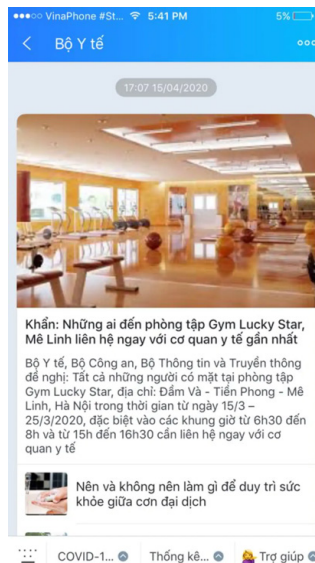 VinaPhone #St... 5:41 PM 5%
Bộ Y tế
17:07 15/04/2020
Khẩn: Những ai đến phòng tập Gym Lucky Star,
Mê Linh liên hệ ngay với cơ quan y tế gần nhất
Bộ Y tế, Bộ Công an, Bộ Thông tin và Truyền thông
đề nghị: Tất cả những người có mặt tại phòng tập
Gym Lucky Star, địa chỉ: Đầm Và - Tiền Phong - Mê
Linh, Hà Nội trong thời gian từ ngày 15/3 –
25/3/2020, đặc biệt vào các khung giờ từ 6h30 đến
8h và từ 15h đến 16h30 cần liên hệ ngay với cơ
quan y tế
Nên và không nên làm gì để duy trì sức
khỏe giữa cơn đại dịch
COVID-1... Thống kê... Trợ giúp